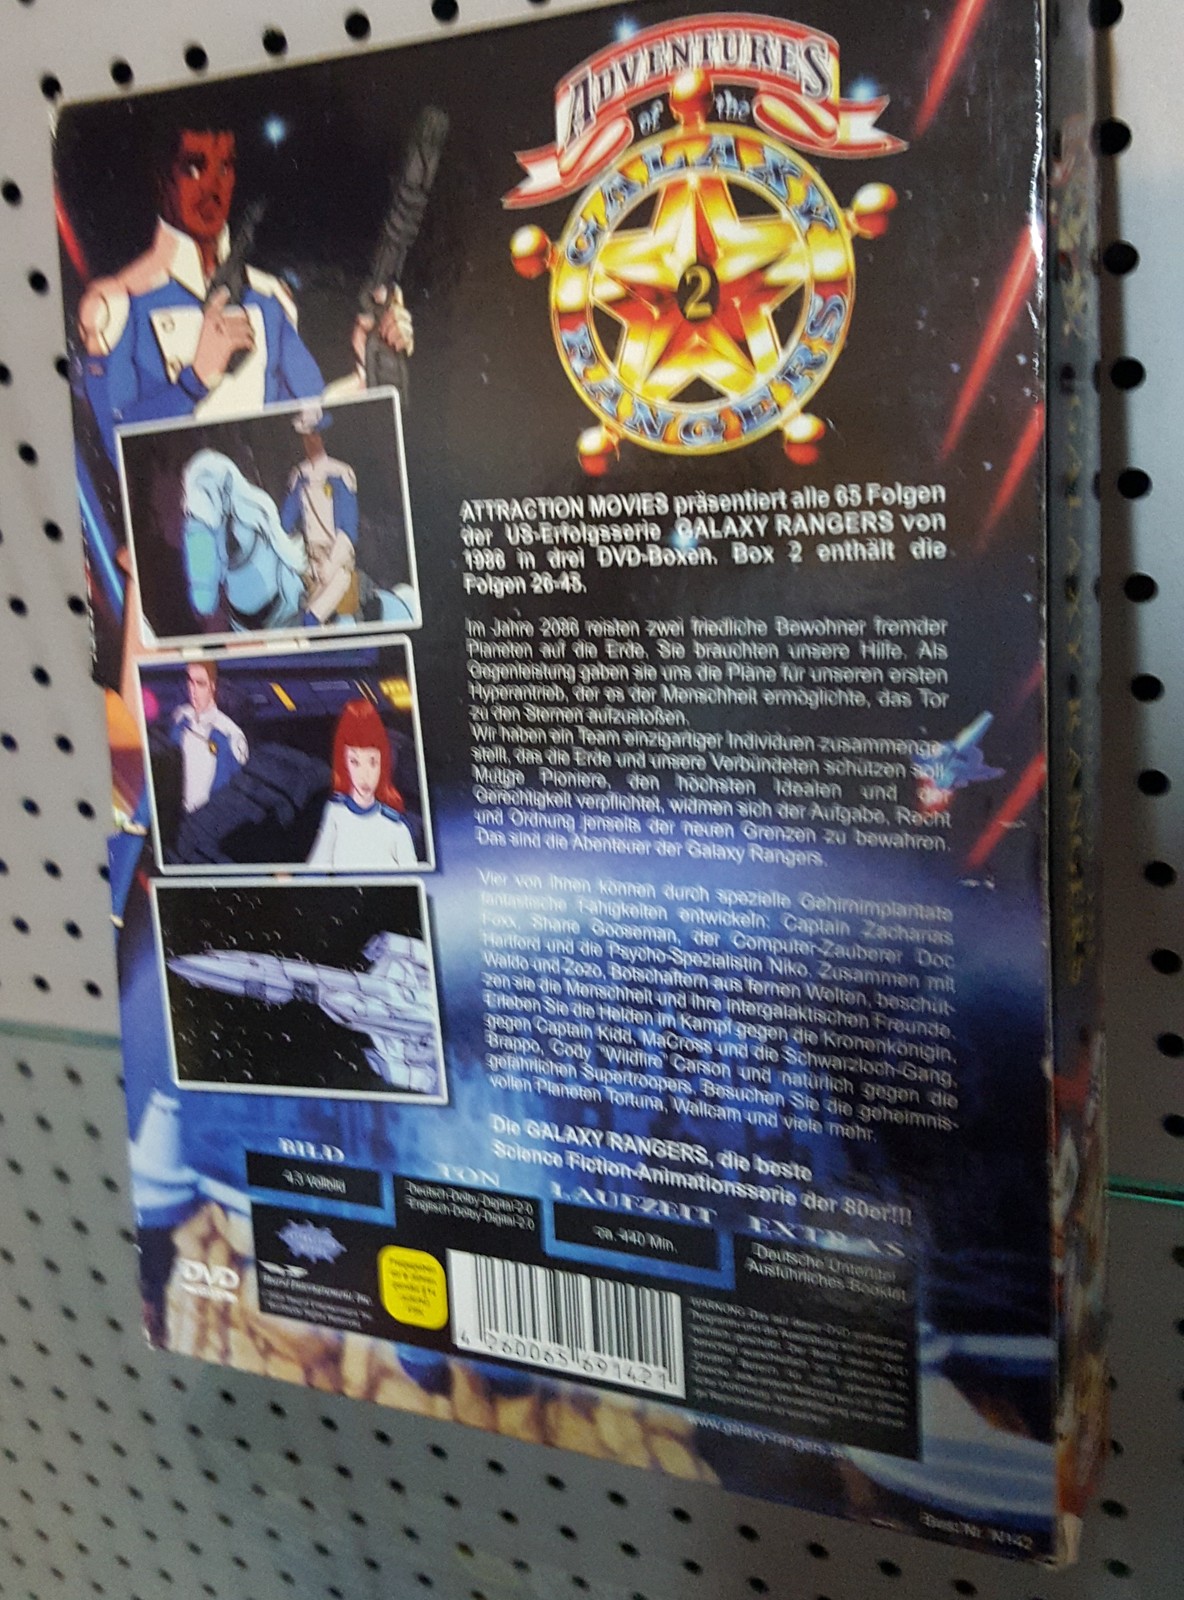 ADVENTURES
of the
GALAXY
2
RANGERS
ATTRACTION MOVIES präsentiert alle 65 Folgen
der US-Erfolgsserie GALAXY RANGERS von
1986 in drei DVD-Boxen. Box 2 enthält die
Folgen 26-45.
Im Jahre 2086 reisten zwei friedliche Bewohner fremder
Planeten auf die Erde. Sie brauchten unsere Hilfe. Als
Gegenleistung gaben sie uns die Pläne für unseren ersten
Hyperantrieb, der es der Menschheit ermöglichte, das Tor
zu den Sternen aufzustoßen.
Wir haben ein Team einzigartiger Individuen zusammenge-
stellt, das die Erde und unsere Verbündeten schützen soll.
Mutige Pioniere, den höchsten Idealen und der
Gerechtigkeit verpflichtet, widmen sich der Aufgabe, Recht
und Ordnung jenseits der neuen Grenzen zu bewahren.
Das sind die Abenteuer der Galaxy Rangers.
Vier von ihnen können durch spezielle Gehirnimplantate
fantastische Fähigkeiten entwickeln: Captain Zacharias
Foxx, Shane Gooseman, der Computer-Zauberer Doc
Hartford und die Psycho-Spezialistin Niko. Zusammen mit
Waldo und Zozo, Botschaftern aus fernen Welten, beschüt-
zen sie die Menschheit und ihre intergalaktischen Freunde.
Erleben Sie die Helden im Kampf gegen die Kronenkönigin,
gegen Captain Kidd, MaCross und die Schwarzloch-Gang,
Brappo, Cody "Wildfire" Carson und natürlich gegen die
gefährlichen Supertroopers. Besuchen Sie die geheimnis-
vollen Planeten Tortuna, Wallcam und viele mehr.
Die GALAXY RANGERS, die beste
Science Fiction-Animationsserie der 80er!!!
BILD
4:3 Vollbild
TON
Deutsch-Dolby-Digital-2.0
Englisch-Dolby-Digital-2.0
LAUFZEIT
ca. 440 Min.
EXTRAS
Deutsche Untertitel
Ausführliches Booklet
DVD
4 260065 691421
www.galaxy-rangers.de
Best.Nr. N142
GALAXY RANGERS